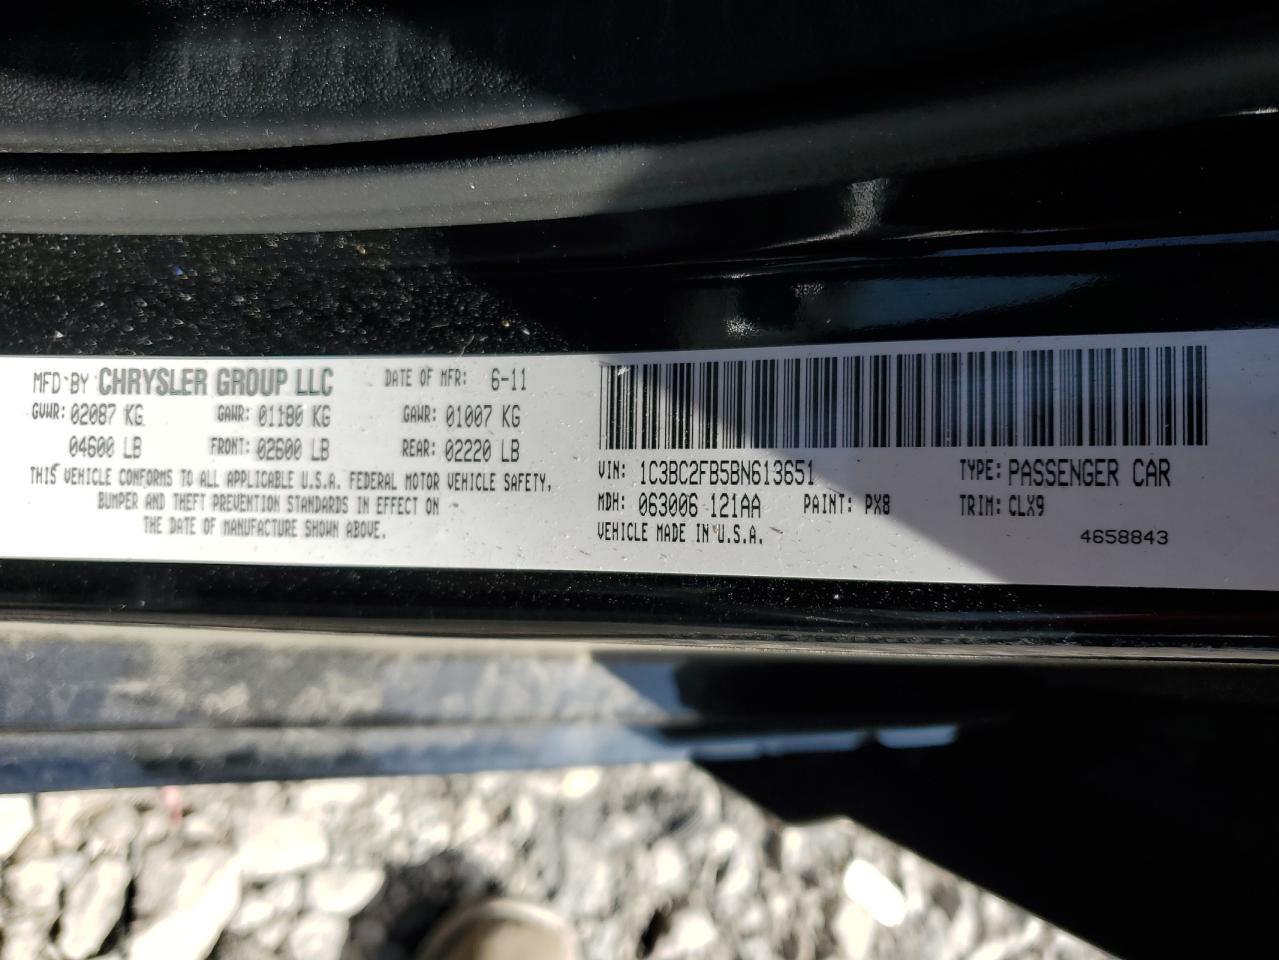 MFD BY CHRYSLER GROUP LLC DATE OF MFR: 6-11
GVWR: 02087 KG GAWR: 01180 KG GAWR: 01007 KG
04600 LB FRONT: 02600 LB REAR: 02220 LB
THIS VEHICLE CONFORMS TO ALL APPLICABLE U.S.A. FEDERAL MOTOR VEHICLE SAFETY,
BUMPER AND THEFT PREVENTION STANDARDS IN EFFECT ON
THE DATE OF MANUFACTURE SHOWN ABOVE.
VIN: 1C3BC2FB5BN613651 TYPE: PASSENGER CAR
MDH: 063006 121AA PAINT: PX8 TRIM: CLX9
VEHICLE MADE IN U.S.A. 4658843